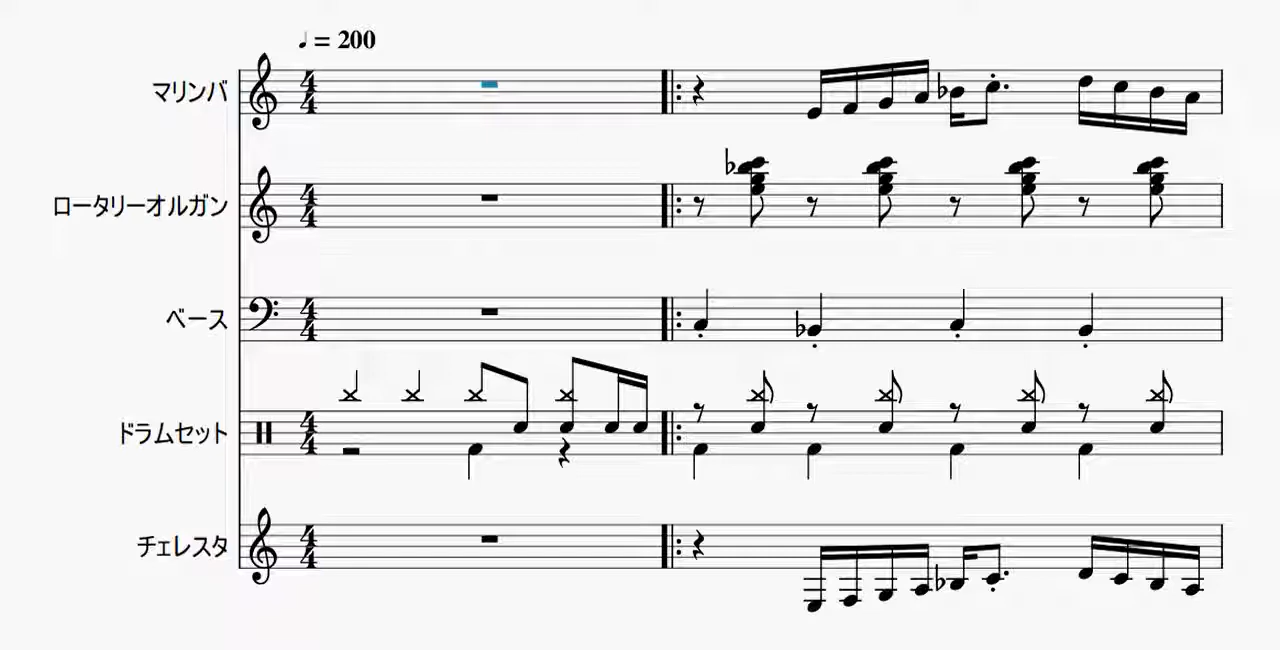 ♩ = 200
マリンバ
ロータリーオルガン
ベース
ドラムセット
チェレスタ